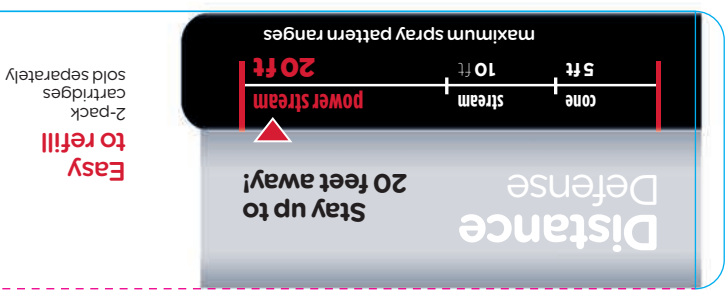 Distance
Defense
Stay up to
20 feet away!
cone
stream
power stream
5 ft
10 ft
20 ft
maximum spray pattern ranges
Easy
to refill
2-pack
cartridges
sold separately